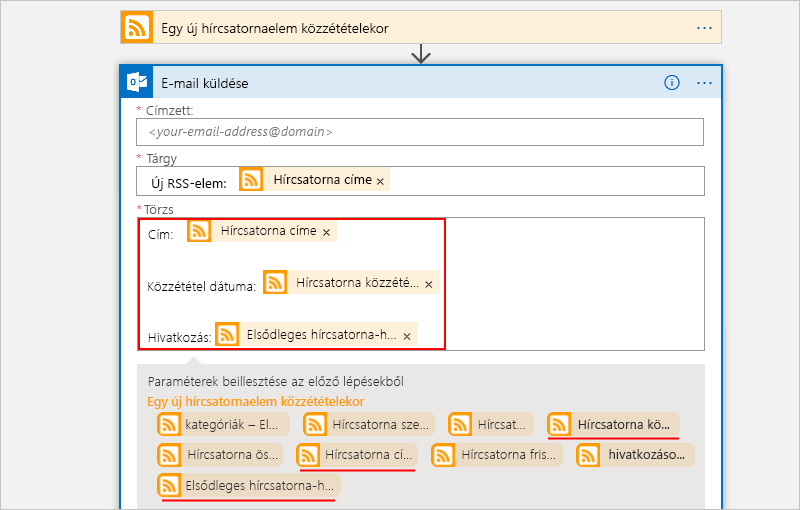 Egy új hírcsatornaelem közzétételekor
E-mail küldése
* Címzett:
<your-email-address@domain>
* Tárgy
Új RSS-elem: Hírcsatorna címe ×
* Törzs
Cím: Hírcsatorna címe ×
Közzététel dátuma: Hírcsatorna közzété... ×
Hivatkozás: Elsődleges hírcsatorna-h... ×
Paraméterek beillesztése az előző lépésekből
Egy új hírcsatornaelem közzétételekor
kategóriák – El... Hírcsatorna sze... Hírcsat... Hírcsatorna kö...
Hírcsatorna ös... Hírcsatorna cí... Hírcsatorna fris... hivatkozáso...
Elsődleges hírcsatorna-h...